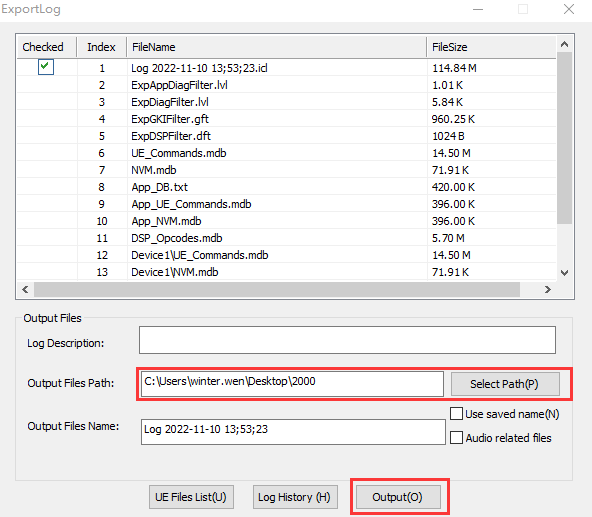 ExportLog
Checked Index FileName FileSize
1 Log 2022-11-10 13;53;23.icl 114.84 M
2 ExpAppDiagFilter.lvl 1.01 K
3 ExpDiagFilter.lvl 5.84 K
4 ExpGKIFilter.gft 960.25 K
5 ExpDSPFilter.dft 1024 B
6 UE_Commands.mdb 14.50 M
7 NVM.mdb 71.91 K
8 App_DB.txt 420.00 K
9 App_UE_Commands.mdb 396.00 K
10 App_NVM.mdb 396.00 K
11 DSP_Opcodes.mdb 5.70 M
12 Device1\UE_Commands.mdb 14.50 M
13 Device1\NVM.mdb 71.91 K
Output Files
Log Description:
Output Files Path: C:\Users\winter.wen\Desktop\2000 Select Path(P)
Use saved name(N)
Output Files Name: Log 2022-11-10 13;53;23
Audio related files
UE Files List(U) Log History (H) Output(O)